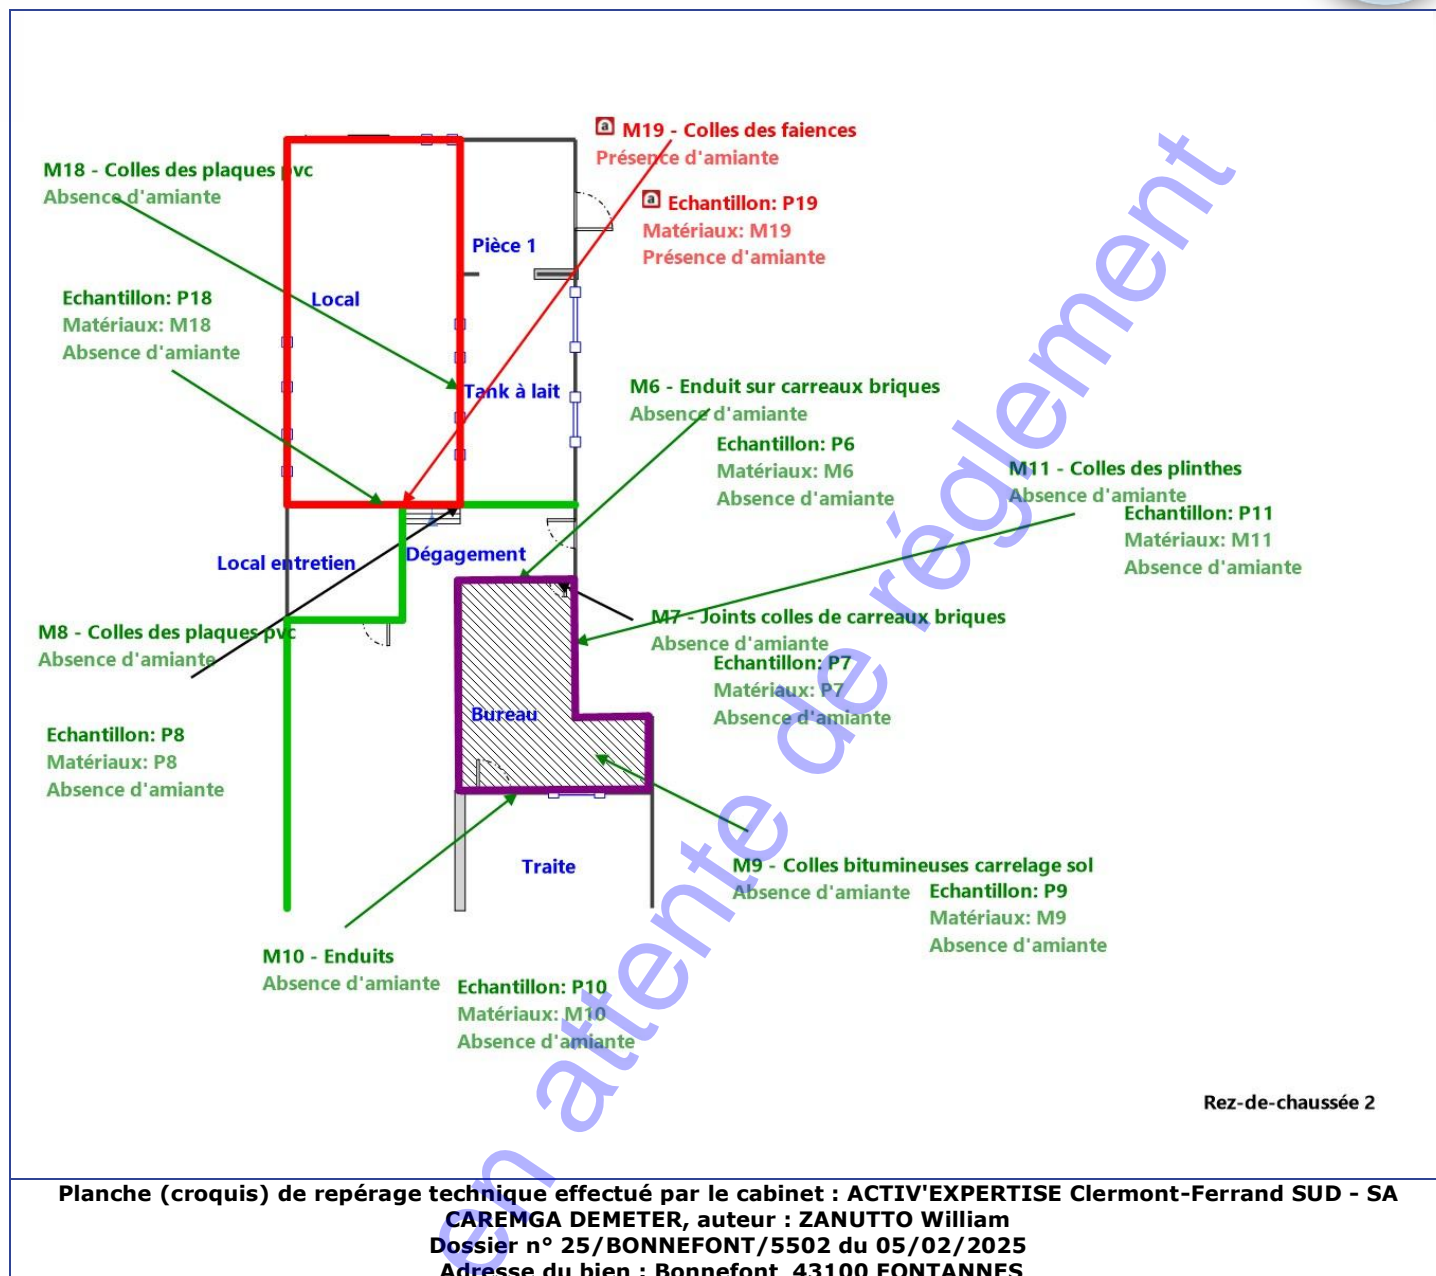 M19 - Colles des faiences
Présence d'amiante
M18 - Colles des plaques pvc
Absence d'amiante
Echantillon: P19
Matériaux: M19
Présence d'amiante
Pièce 1
Local
Echantillon: P18
Matériaux: M18
Absence d'amiante
Tank à lait
M6 - Enduit sur carreaux briques
Absence d'amiante
Echantillon: P6
Matériaux: M6
Absence d'amiante
M11 - Colles des plinthes
Absence d'amiante
Echantillon: P11
Matériaux: M11
Absence d'amiante
Local entretien
Dégagement
M8 - Colles des plaques pvc
Absence d'amiante
M7 - Joints colles de carreaux briques
Absence d'amiante
Echantillon: P7
Matériaux: P7
Absence d'amiante
Bureau
Echantillon: P8
Matériaux: P8
Absence d'amiante
Traite
M9 - Colles bitumineuses carrelage sol
Absence d'amiante
Echantillon: P9
Matériaux: M9
Absence d'amiante
M10 - Enduits
Absence d'amiante
Echantillon: P10
Matériaux: M10
Absence d'amiante
en attente de réglement
Rez-de-chaussée 2
Planche (croquis) de repérage technique effectué par le cabinet : ACTIV'EXPERTISE Clermont-Ferrand SUD - SA
CAREMGA DEMETER, auteur : ZANUTTO William
Dossier n° 25/BONNEFONT/5502 du 05/02/2025
Adresse du bien : Bonnefont 43100 FONTANNES